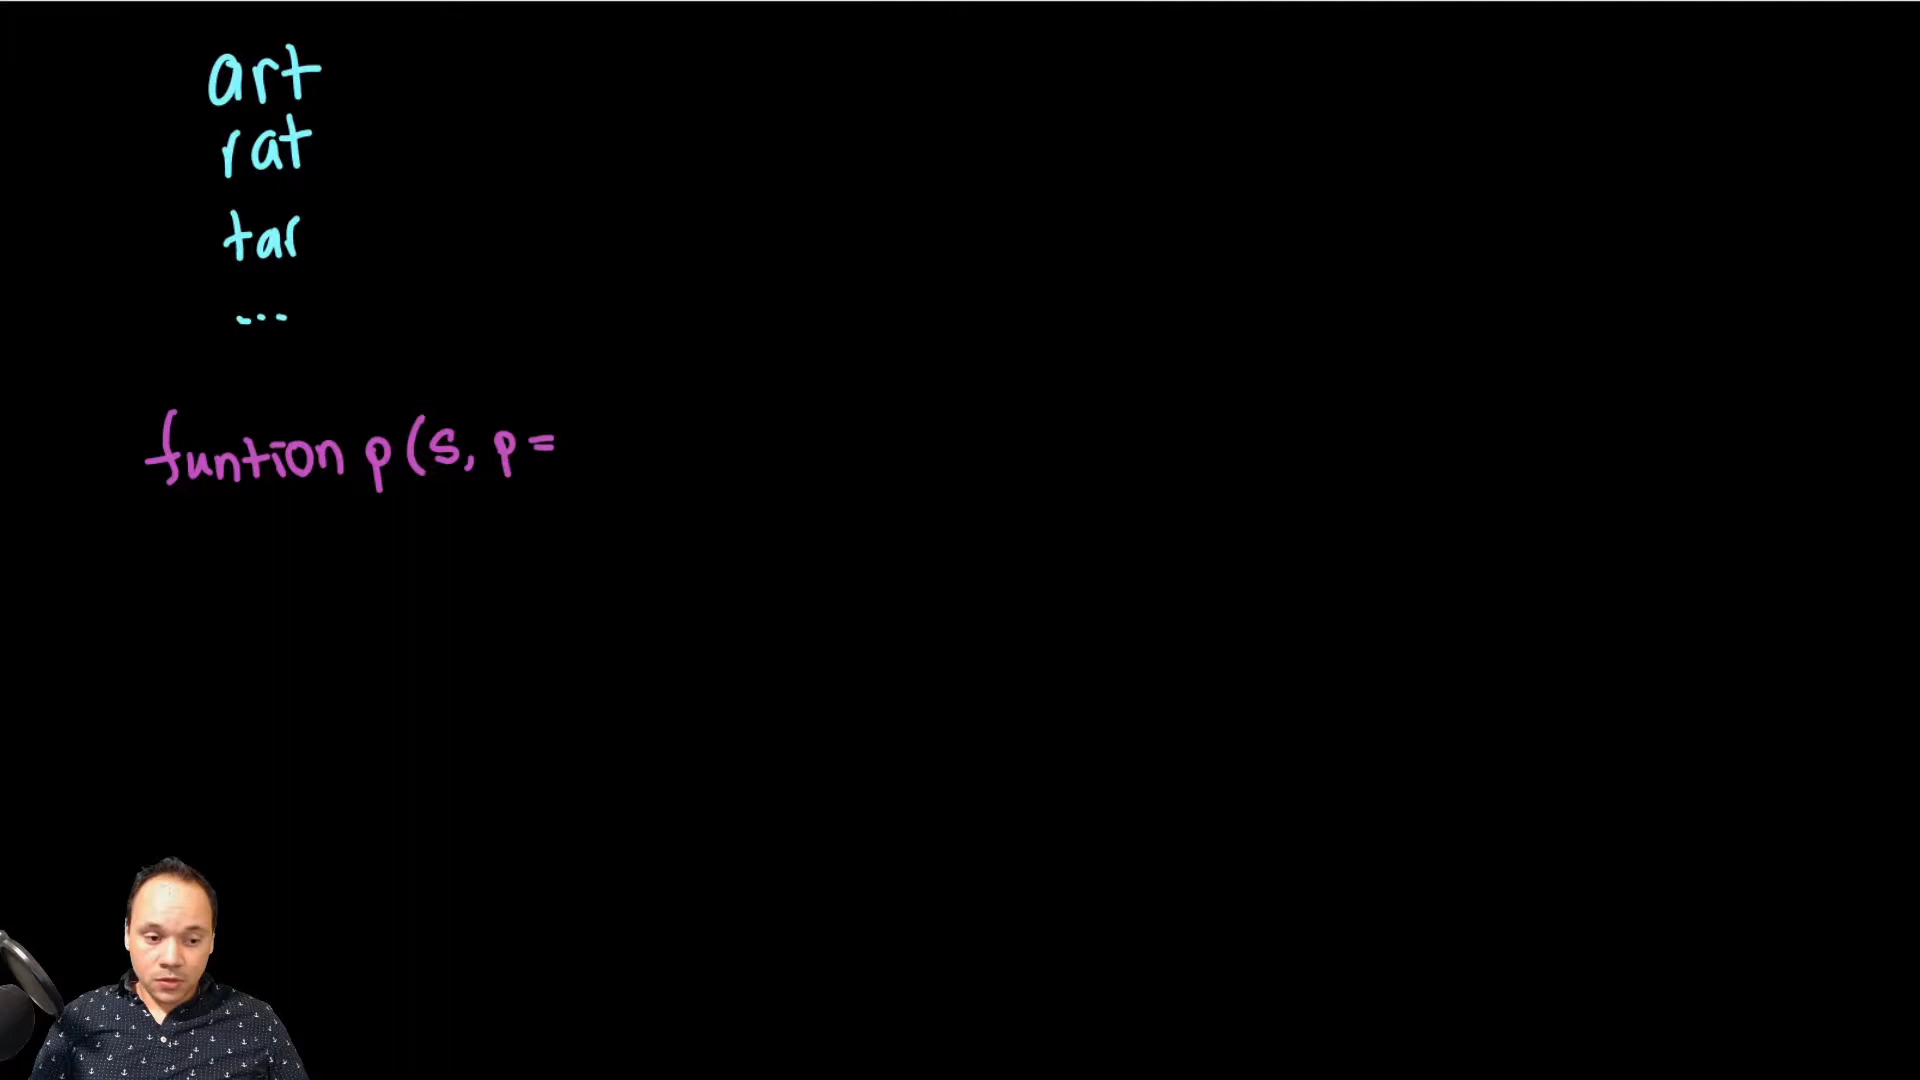 art
rat
tar
...
funtion p(s, p=